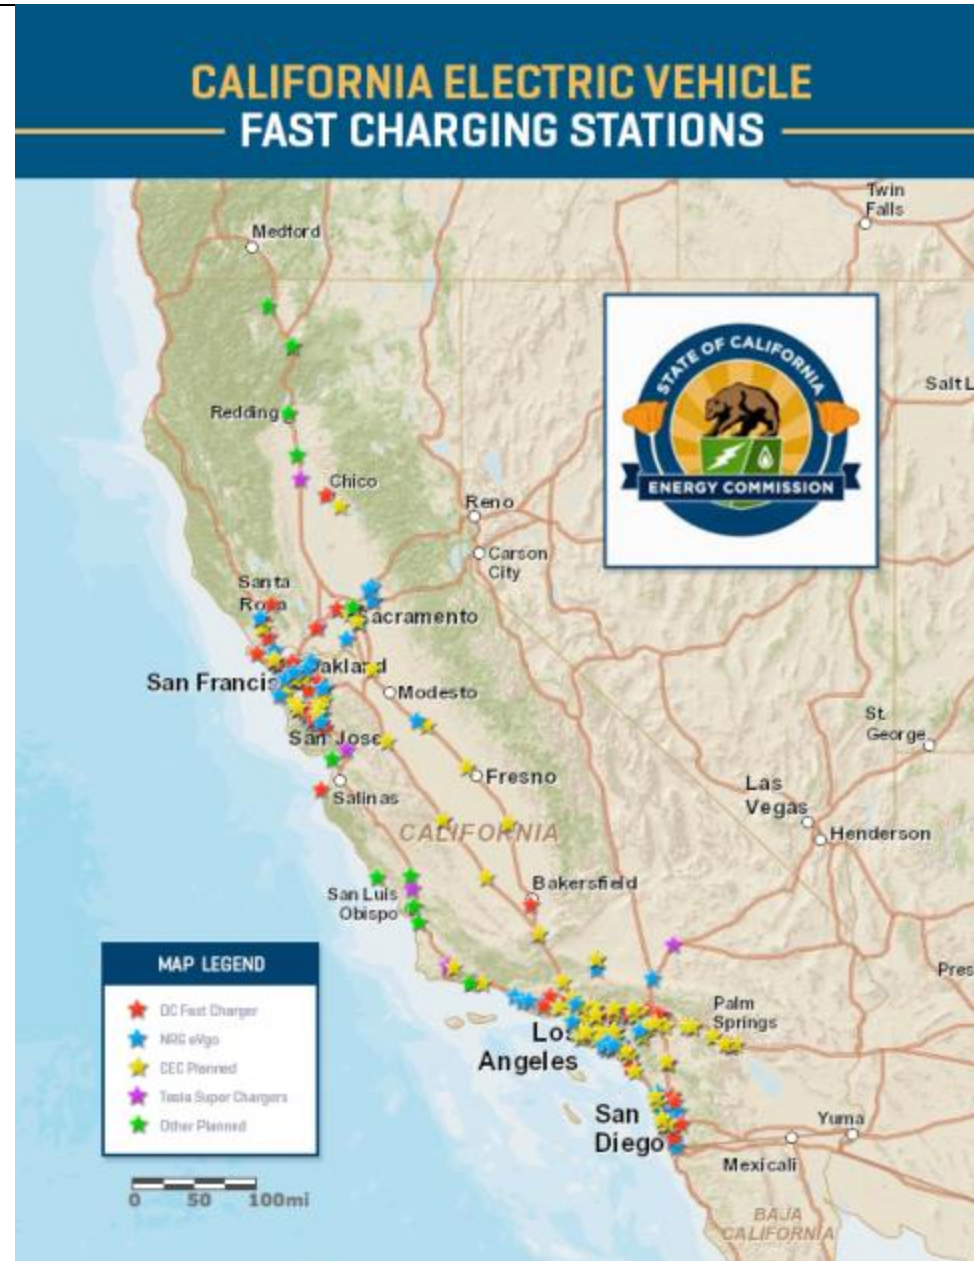 CALIFORNIA ELECTRIC VEHICLE
FAST CHARGING STATIONS
Twin
Falls
Medford
STATE OF CALIFORNIA
ENERGY COMMISSION
Salt L
Redding
Chico
Reno
Carson
City
Santa
Rosa
Sacramento
Oakland
San Francis
Modesto
St.
George
San Jose
Fresno
Salinas
Las
Vegas
Henderson
CALIFORNIA
Bakersfield
San Luis
Obispo
MAP LEGEND
DC Fast Charger
NRG eVgo
CEC Planned
Tesla Super Chargers
Other Planned
Pres
Palm
Springs
Los
Angeles
San
Diego
Yuma
Mexicali
0 50 100mi
BAJA
CALIFORNIA